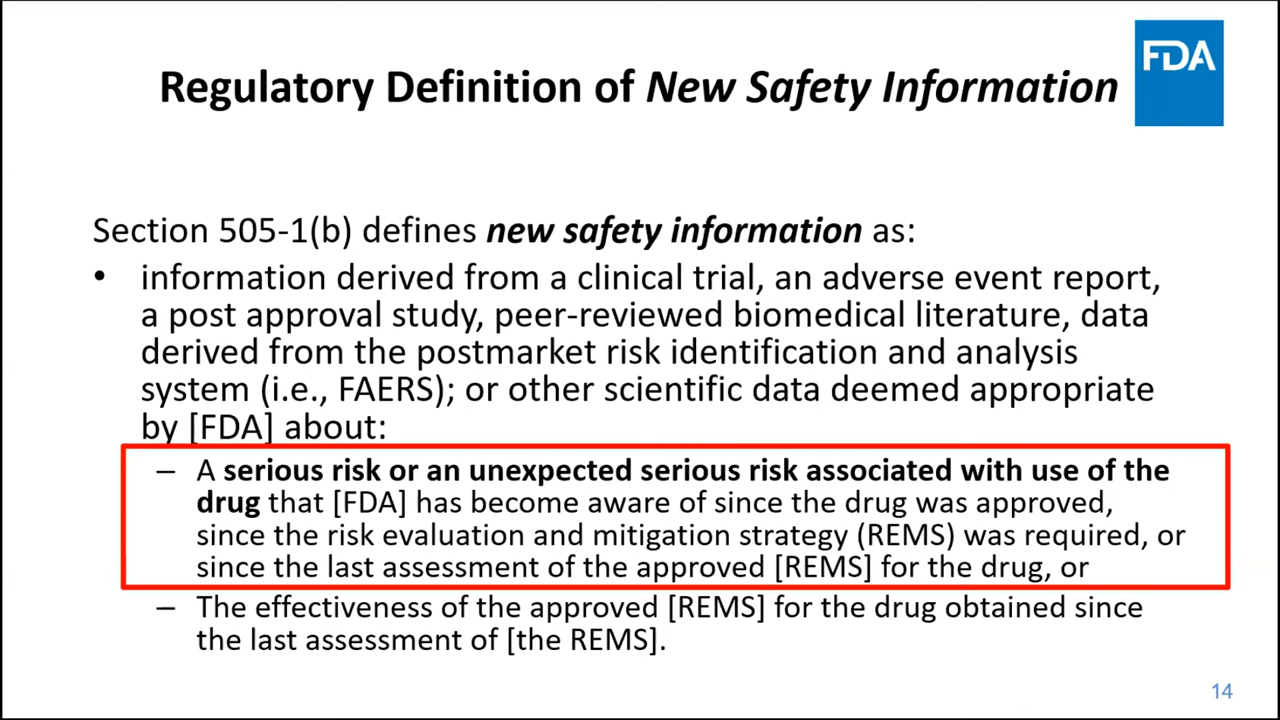 FDA
Regulatory Definition of New Safety Information
Section 505-1(b) defines new safety information as:
• information derived from a clinical trial, an adverse event report,
a post approval study, peer-reviewed biomedical literature, data
derived from the postmarket risk identification and analysis
system (i.e., FAERS); or other scientific data deemed appropriate
by [FDA] about:
– A serious risk or an unexpected serious risk associated with use of the
drug that [FDA] has become aware of since the drug was approved,
since the risk evaluation and mitigation strategy (REMS) was required, or
since the last assessment of the approved [REMS] for the drug, or
– The effectiveness of the approved [REMS] for the drug obtained since
the last assessment of [the REMS].
14